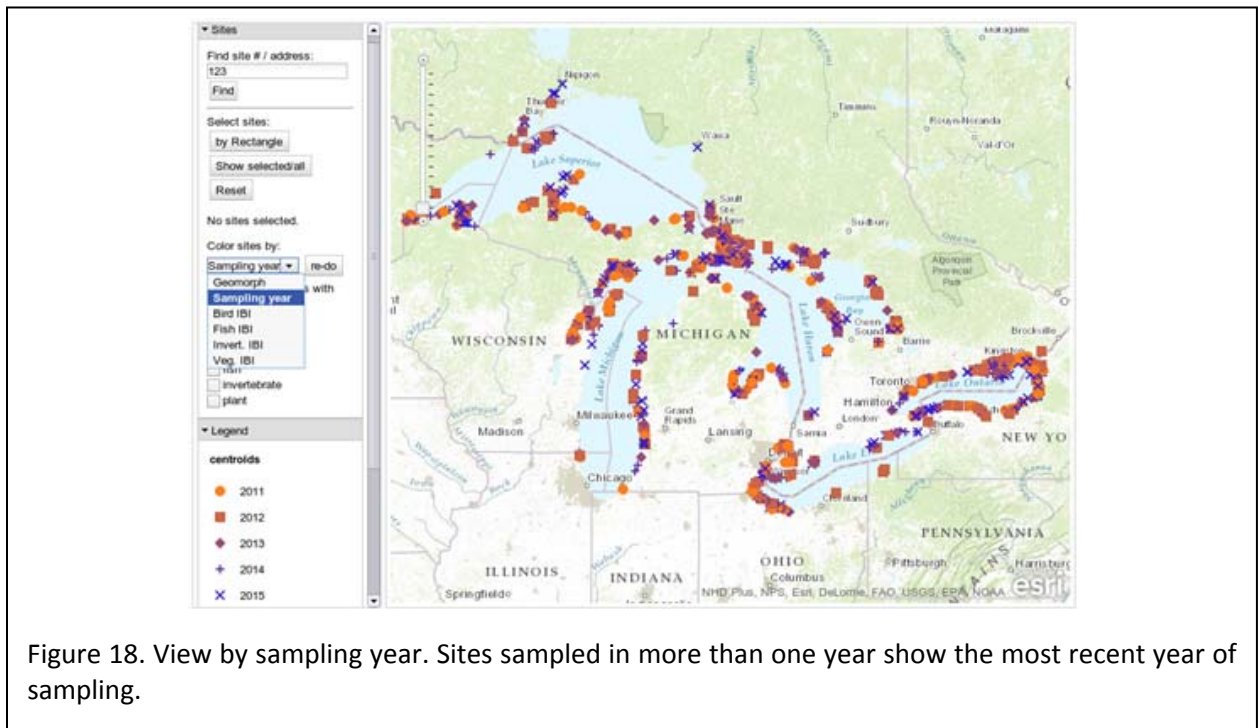 ▾ Sites
Find site # / address:
123
Find
Select sites:
by Rectangle
Show selected/all
Reset
No sites selected.
Color sites by:
Sampling year
re-do
Geomorph
Sampling year
s with
Bird IBI
Fish IBI
Invert. IBI
Veg. IBI
invertebrate
plant
▾ Legend
centroids
2011
2012
2013
2014
2015
Nipigon
Thunder
Bay
Wawa
Timmins
Rouyn-Noranda
Val-d'Or
Lake Superior
Sault
Ste
Marie
Sudbury
Ottawa
Algonquin
Provincial
Park
Georgian
Bay
Owen
Sound
Barrie
Brockville
Kingston
WISCONSIN
MICHIGAN
Lake Huron
Lake Michigan
Toronto
Lake Ontario
Hamilton
London
Milwaukee
Grand
Rapids
Lansing
Sarnia
Buffalo
NEW YO
Madison
Chicago
Cleveland
PENNSYLVANIA
ILLINOIS
INDIANA
OHIO
Columbus
Pittsburgh
Harrisburg
Springfield
NHD Plus, NPS, Esri, DeLorme, FAO, USGS, EPA, NOAA
esri
Figure 18. View by sampling year. Sites sampled in more than one year show the most recent year of
sampling.